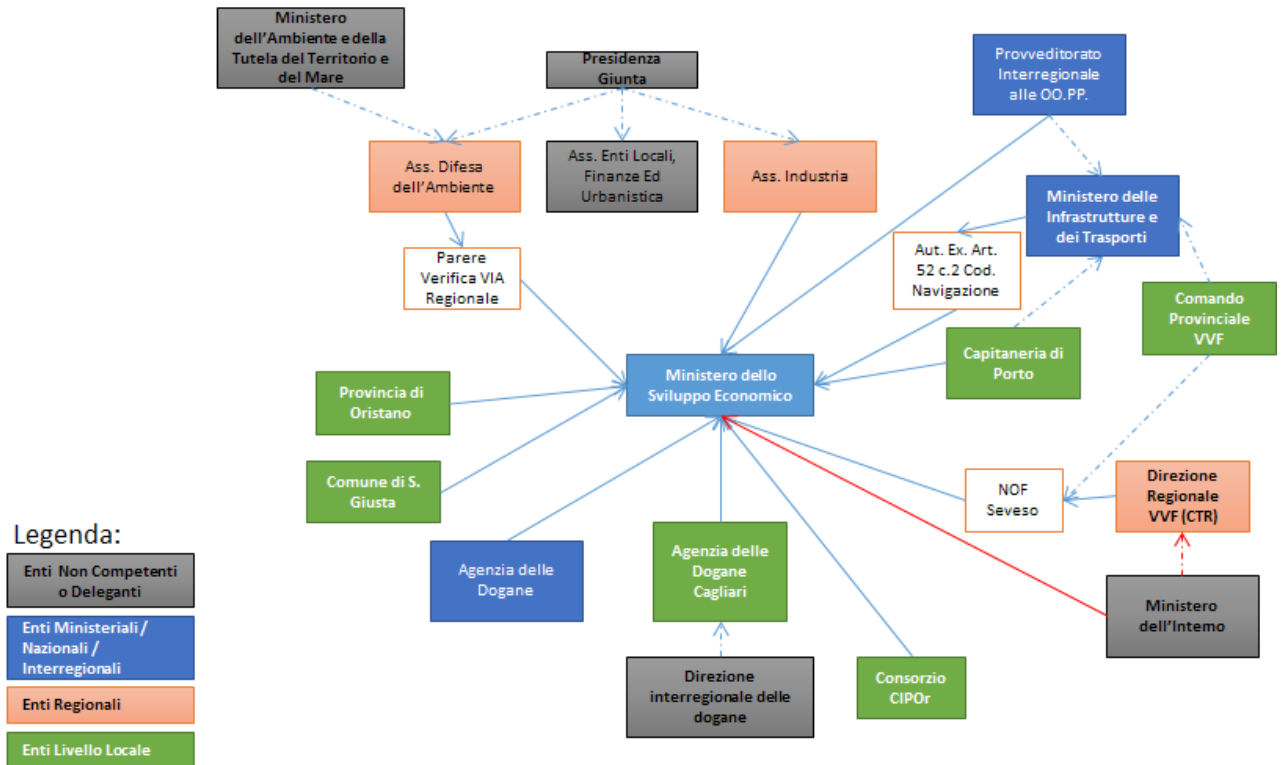 Ministero
dell'Ambiente e della
Tutela del Territorio e
del Mare
Presidenza
Giunta
Provveditorato
Interregionale
alle OO.PP.
Ass. Difesa
dell'Ambiente
Ass. Enti Locali,
Finanze Ed
Urbanistica
Ass. Industria
Ministero delle
Infrastrutture e
dei Trasporti
Parere
Verifica VIA
Regionale
Aut. Ex. Art.
52 c.2 Cod.
Navigazione
Comando
Provinciale
VVF
Ministero dello
Sviluppo Economico
Capitaneria di
Porto
Provincia di
Oristano
Comune di S.
Giusta
NOF
Seveso
Direzione
Regionale
VVF (CTR)
Agenzia delle
Dogane
Agenzia delle
Dogane
Cagliari
Ministero
dell'Interno
Direzione
interregionale delle
dogane
Consorzio
CIPOr
Legenda:
Enti Non Competenti
o Deleganti
Enti Ministeriali /
Nazionali /
Interregionali
Enti Regionali
Enti Livello Locale